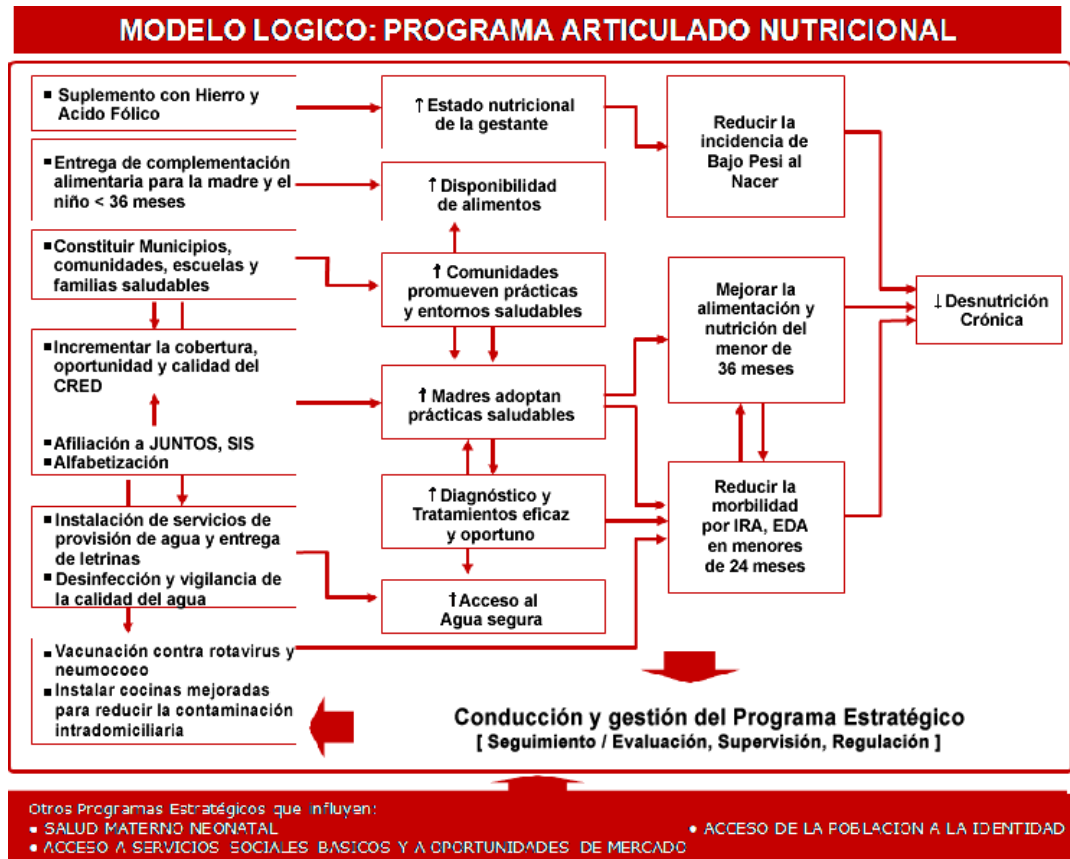 MODELO LOGICO: PROGRAMA ARTICULADO NUTRICIONAL
▪ Suplemento con Hierro y
Acido Fólico
▪ Entrega de complementación
alimentaria para la madre y el
niño < 36 meses
▪ Constituir Municipios,
comunidades, escuelas y
familias saludables
▪ Incrementar la cobertura,
oportunidad y calidad del
CRED
▪ Afiliación a JUNTOS, SIS
▪ Alfabetización
▪ Instalación de servicios de
provisión de agua y entrega
de letrinas
▪ Desinfección y vigilancia de
la calidad del agua
▪ Vacunación contra rotavirus y
neumococo
▪ Instalar cocinas mejoradas
para reducir la contaminación
intradomiciliaria
↑ Estado nutricional
de la gestante
↑ Disponibilidad
de alimentos
↑ Comunidades
promueven prácticas
y entornos saludables
↑ Madres adoptan
prácticas saludables
↑ Diagnóstico y
Tratamientos eficaz
y oportuno
↑ Acceso al
Agua segura
Reducir la
incidencia de
Bajo Pesi al
Nacer
Mejorar la
alimentación y
nutrición del
menor de
36 meses
Reducir la
morbilidad
por IRA, EDA
en menores
de 24 meses
↓ Desnutrición
Crónica
Conducción y gestión del Programa Estratégico
[ Seguimiento / Evaluación, Supervisión, Regulación ]
Otros Programas Estratégicos que influyen:
• SALUD MATERNO NEONATAL
• ACCESO DE LA POBLACION A LA IDENTIDAD
• ACCESO A SERVICIOS SOCIALES BASICOS Y A OPORTUNIDADES DE MERCADO